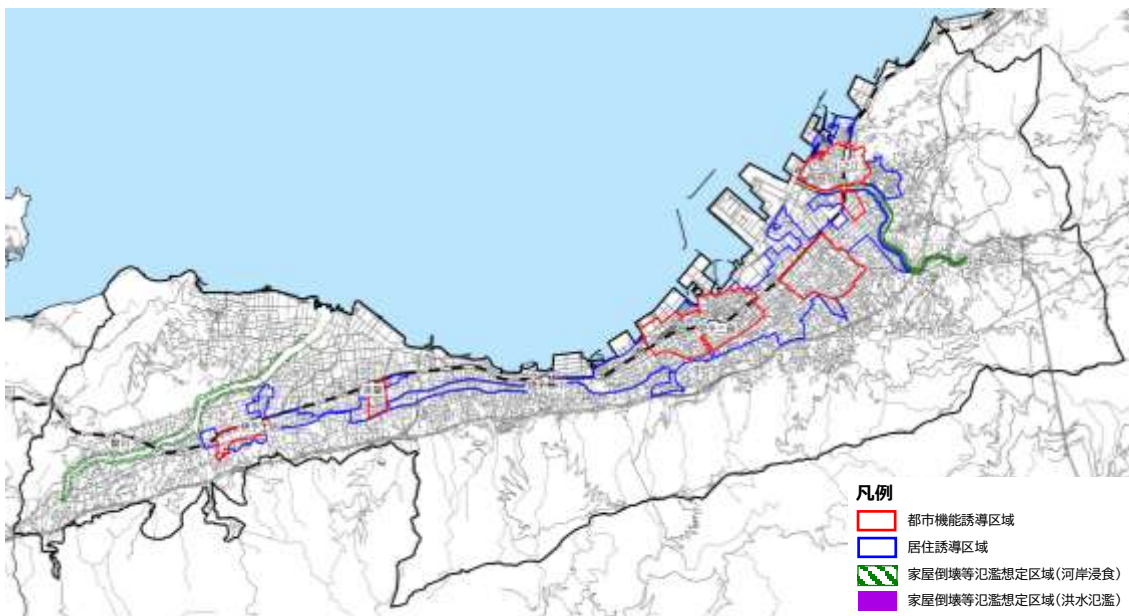 凡例
都市機能誘導区域
居住誘導区域
家屋倒壊等氾濫想定区域(河岸浸食)
家屋倒壊等氾濫想定区域(洪水氾濫)